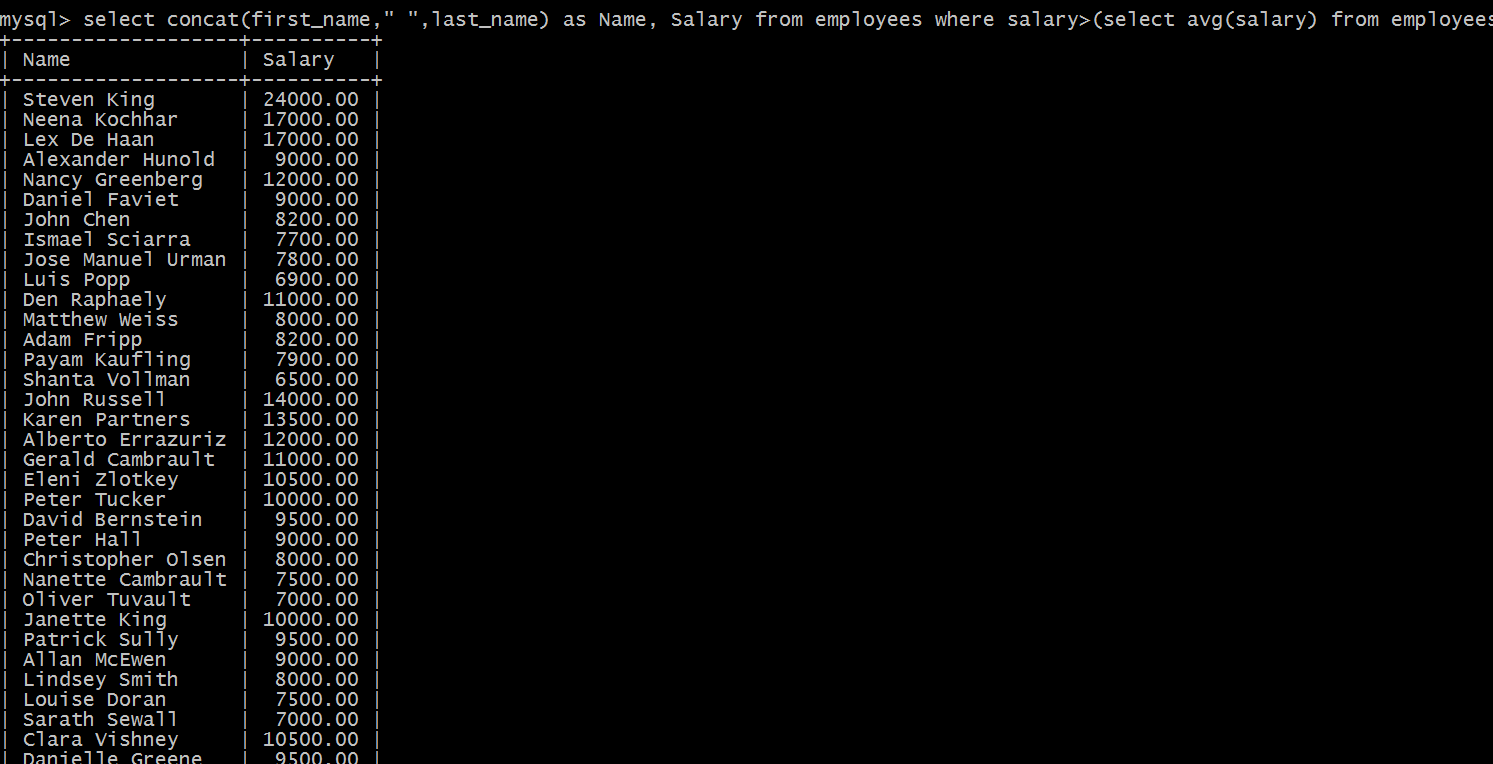 mysql> select concat(first_name," ",last_name) as Name, Salary from employees where salary>(select avg(salary) from employees
+-------------------+----------+
| Name              | Salary   |
+-------------------+----------+
| Steven King       | 24000.00 |
| Neena Kochhar     | 17000.00 |
| Lex De Haan       | 17000.00 |
| Alexander Hunold  |  9000.00 |
| Nancy Greenberg   | 12000.00 |
| Daniel Faviet     |  9000.00 |
| John Chen         |  8200.00 |
| Ismael Sciarra    |  7700.00 |
| Jose Manuel Urman |  7800.00 |
| Luis Popp         |  6900.00 |
| Den Raphaely      | 11000.00 |
| Matthew Weiss     |  8000.00 |
| Adam Fripp        |  8200.00 |
| Payam Kaufling    |  7900.00 |
| Shanta Vollman    |  6500.00 |
| John Russell      | 14000.00 |
| Karen Partners    | 13500.00 |
| Alberto Errazuriz | 12000.00 |
| Gerald Cambrault  | 11000.00 |
| Eleni Zlotkey     | 10500.00 |
| Peter Tucker      | 10000.00 |
| David Bernstein   |  9500.00 |
| Peter Hall        |  9000.00 |
| Christopher Olsen |  8000.00 |
| Nanette Cambrault |  7500.00 |
| Oliver Tuvault    |  7000.00 |
| Janette King      | 10000.00 |
| Patrick Sully     |  9500.00 |
| Allan McEwen      |  9000.00 |
| Lindsey Smith     |  8000.00 |
| Louise Doran      |  7500.00 |
| Sarath Sewall     |  7000.00 |
| Clara Vishney     | 10500.00 |
| Danielle Greene   |  9500.00 |